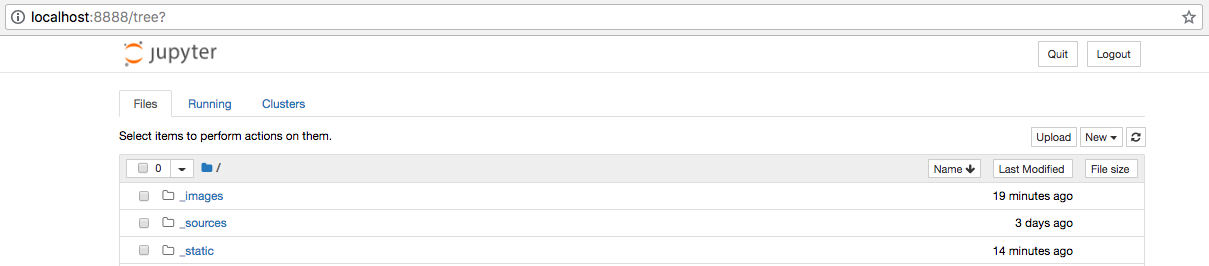 localhost:8888/tree?
jupyter Quit Logout
Files Running Clusters
Select items to perform actions on them. Upload New
0 / Name Last Modified File size
_images 19 minutes ago
_sources 3 days ago
_static 14 minutes ago